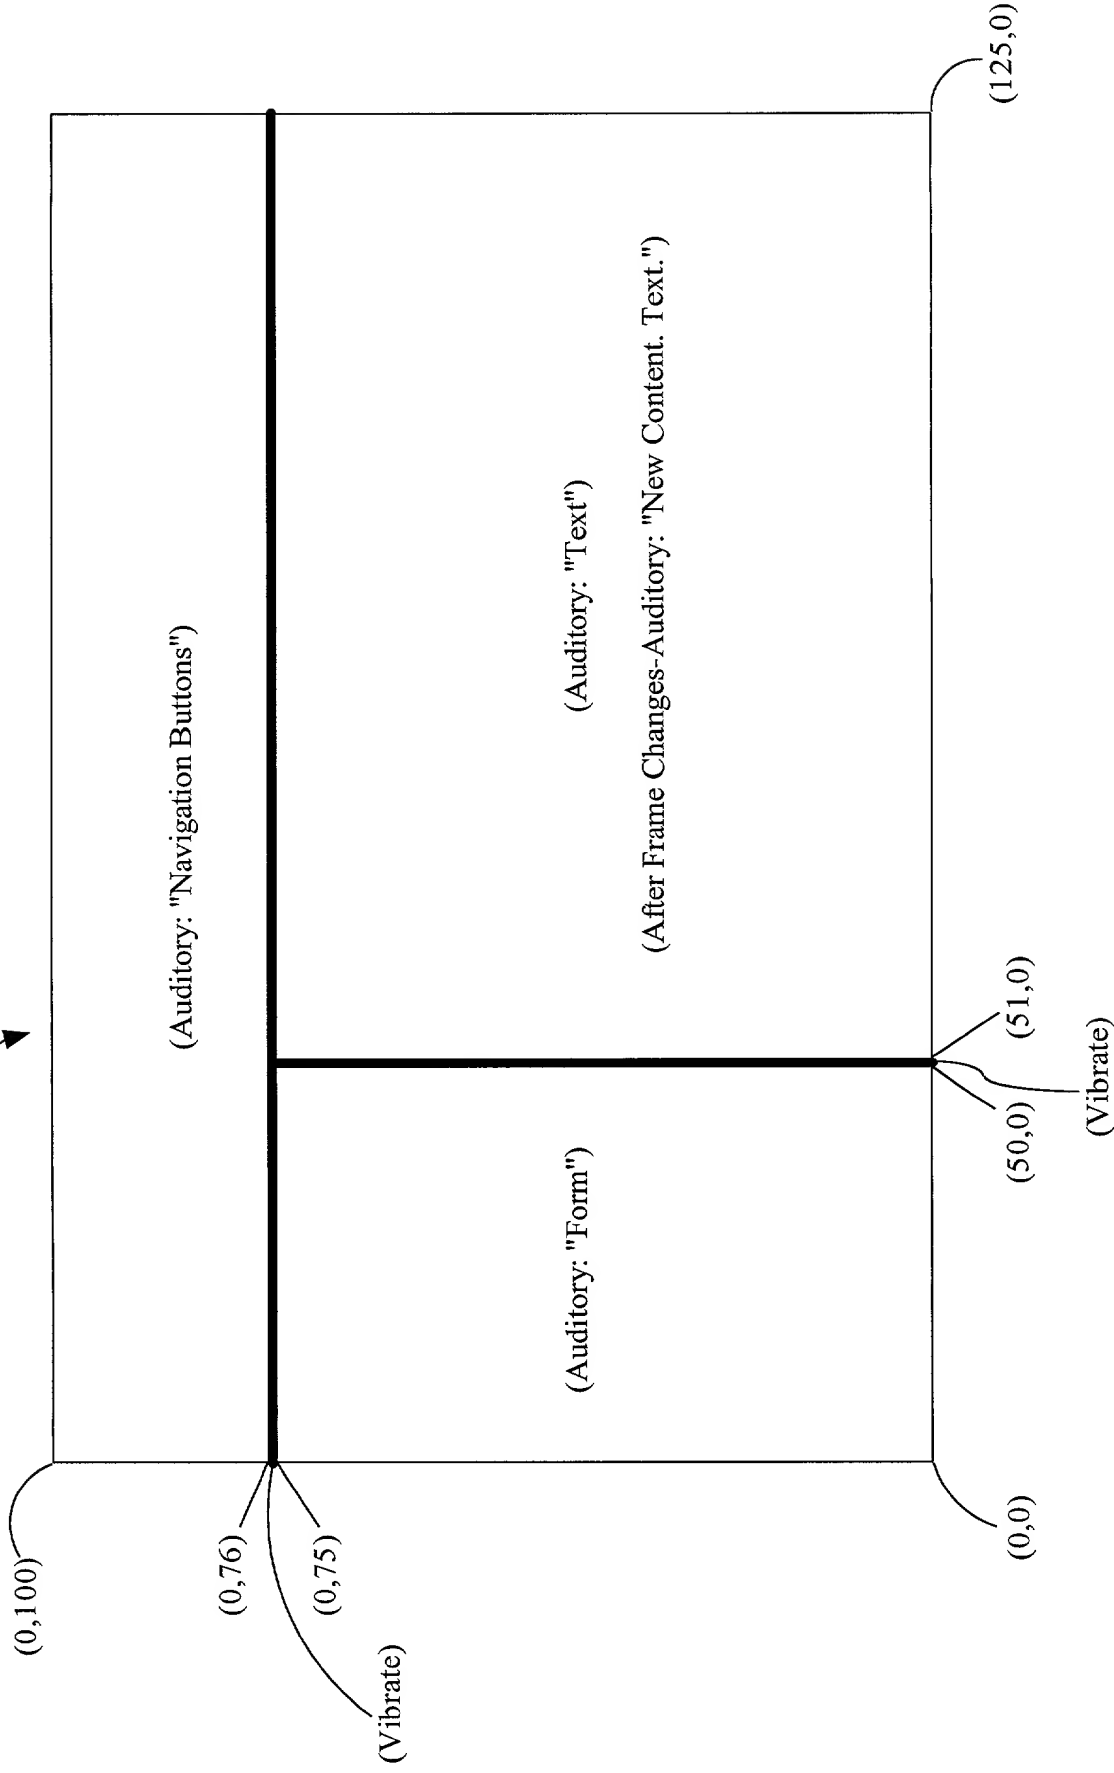 (0,100)
(Auditory: "Navigation Buttons")
(0,76)
(0,75)
(Vibrate)
(Auditory: "Form")
(Auditory: "Text")
(After Frame Changes-Auditory: "New Content. Text.")
(0,0)
(50,0)
(51,0)
(Vibrate)
(125,0)